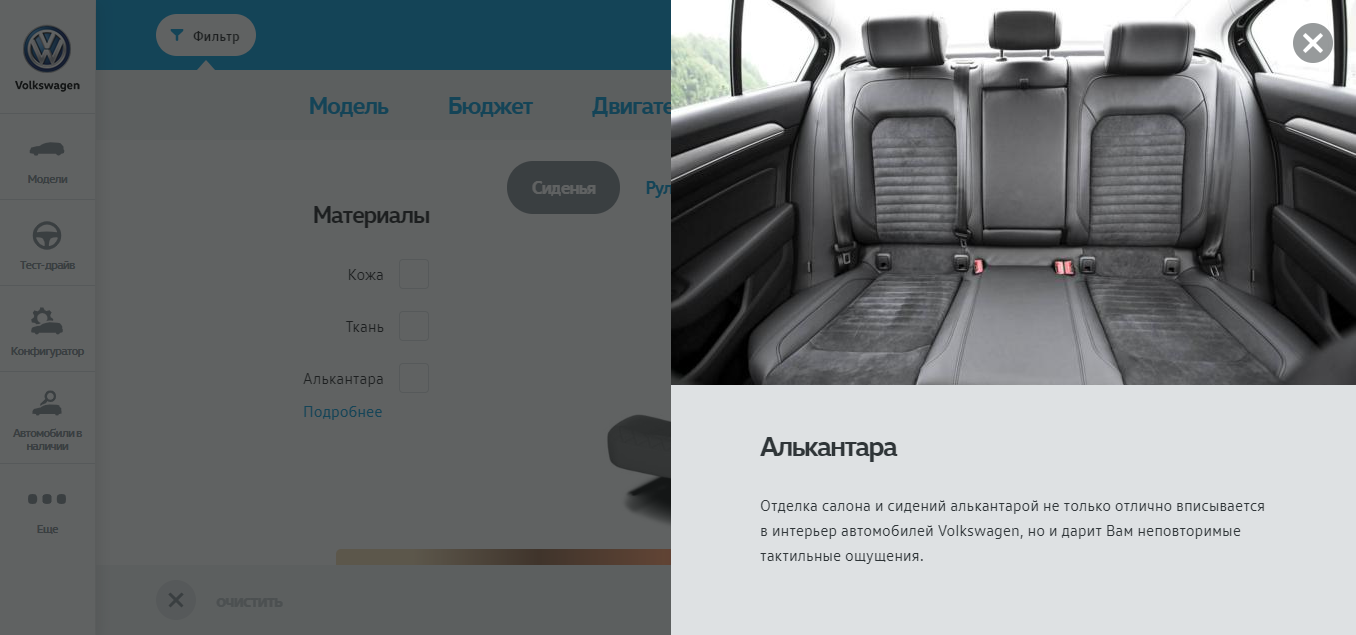 Volkswagen
Модели
Тест-драйв
Конфигуратор
Автомобили в
наличии
Еще
Фильтр
Модель Бюджет Двигате
Сиденья Рул
Материалы
Кожа
Ткань
Алькантара
Подробнее
ОЧИСТИТЬ
Алькантара
Отделка салона и сидений алькантарой не только отлично вписывается
в интерьер автомобилей Volkswagen, но и дарит Вам неповторимые
тактильные ощущения.